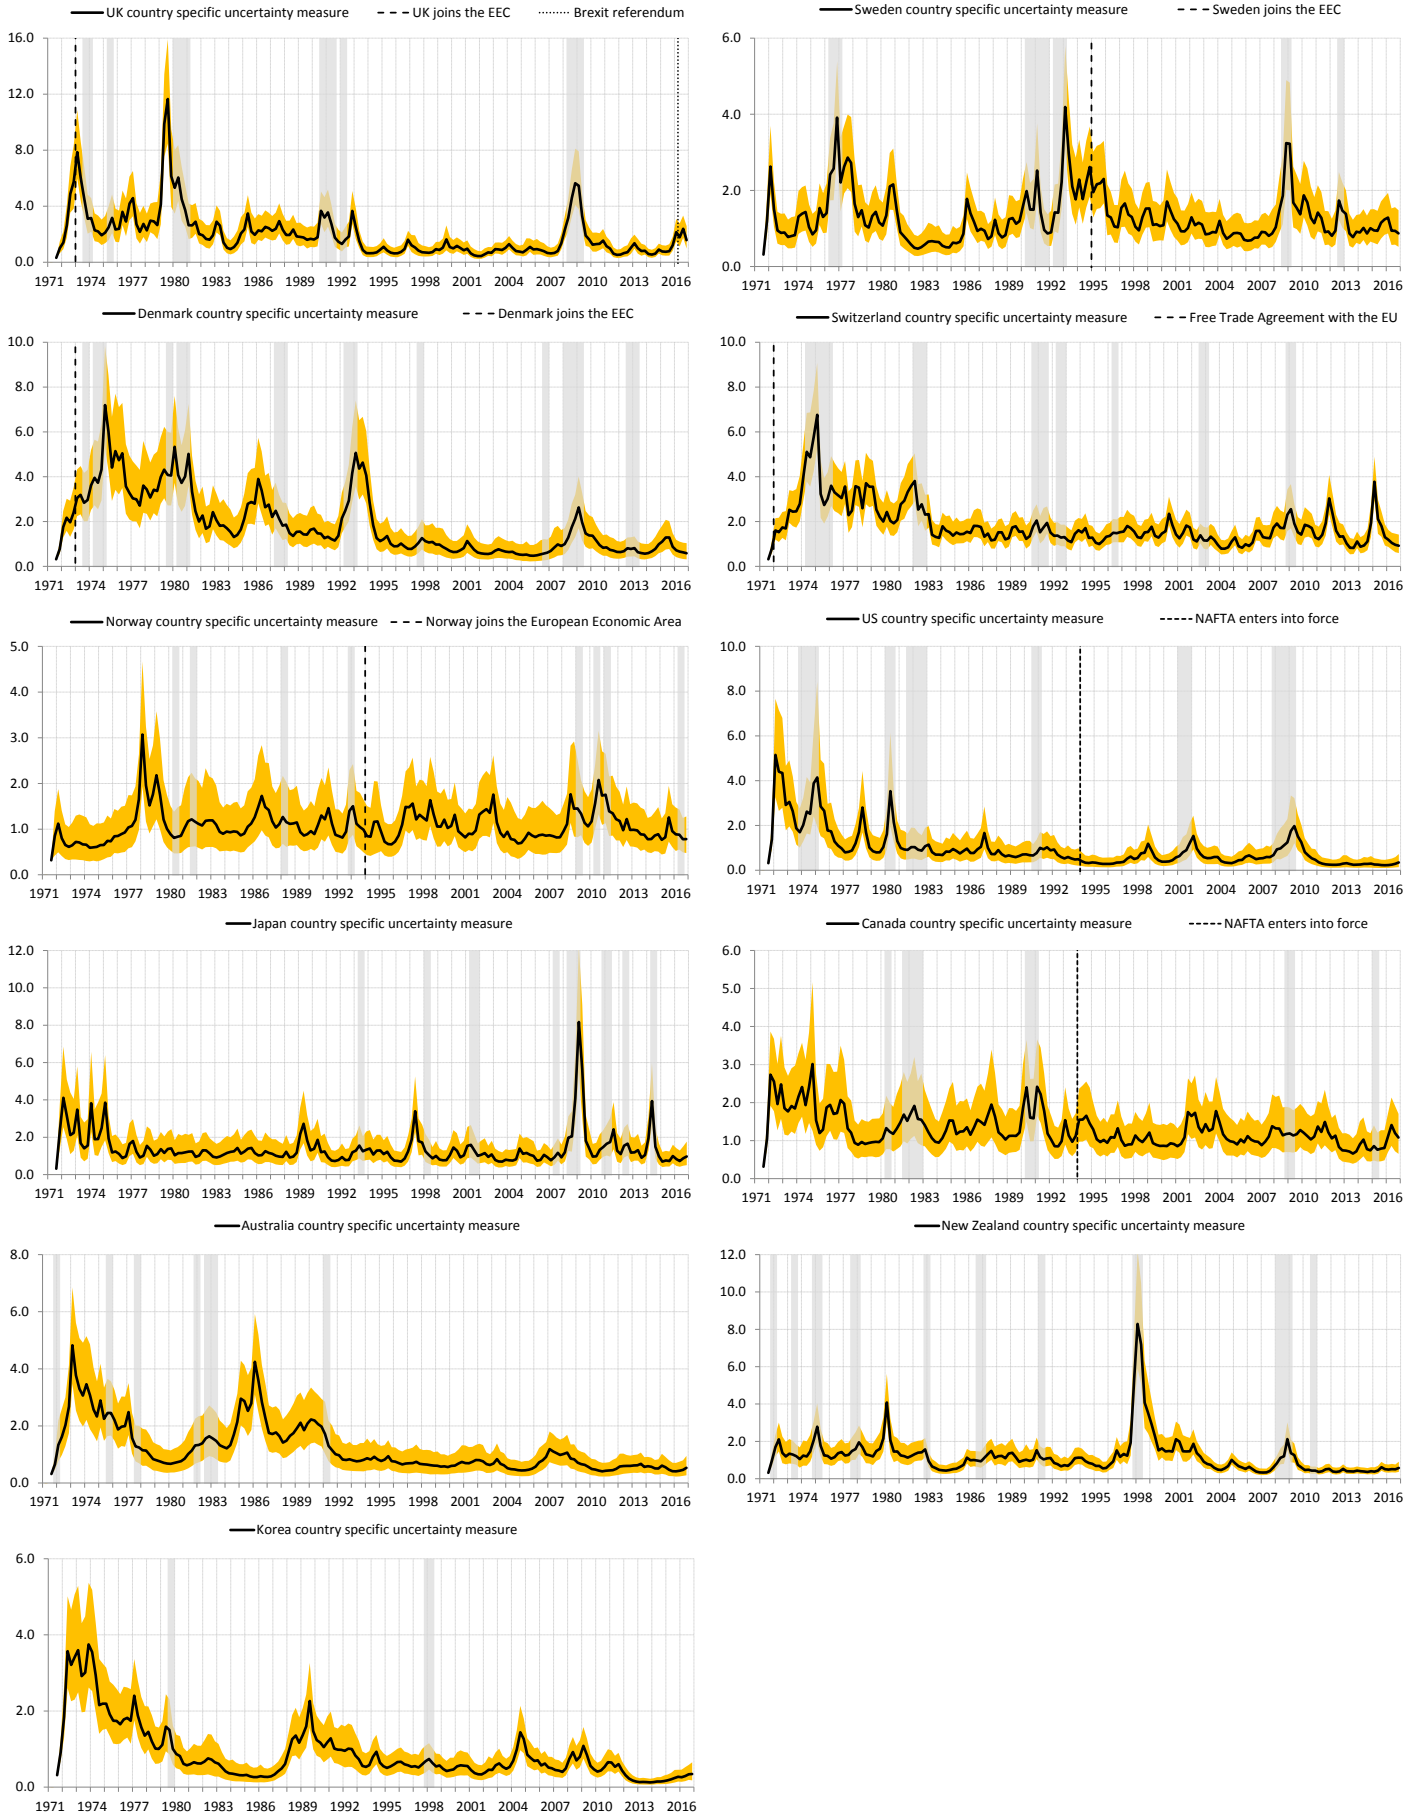 UK country specific uncertainty measure UK joins the EEC Brexit referendum
16.0
12.0
8.0
4.0
0.0
1971 1974 1977 1980 1983 1986 1989 1992 1995 1998 2001 2004 2007 2010 2013 2016
Sweden country specific uncertainty measure Sweden joins the EEC
6.0
4.0
2.0
0.0
1971 1974 1977 1980 1983 1986 1989 1992 1995 1998 2001 2004 2007 2010 2013 2016
Denmark country specific uncertainty measure Denmark joins the EEC
10.0
8.0
6.0
4.0
2.0
0.0
1971 1974 1977 1980 1983 1986 1989 1992 1995 1998 2001 2004 2007 2010 2013 2016
Switzerland country specific uncertainty measure Free Trade Agreement with the EU
10.0
8.0
6.0
4.0
2.0
0.0
1971 1974 1977 1980 1983 1986 1989 1992 1995 1998 2001 2004 2007 2010 2013 2016
Norway country specific uncertainty measure Norway joins the European Economic Area
5.0
4.0
3.0
2.0
1.0
0.0
1971 1974 1977 1980 1983 1986 1989 1992 1995 1998 2001 2004 2007 2010 2013 2016
US country specific uncertainty measure NAFTA enters into force
10.0
8.0
6.0
4.0
2.0
0.0
1971 1974 1977 1980 1983 1986 1989 1992 1995 1998 2001 2004 2007 2010 2013 2016
Japan country specific uncertainty measure
12.0
10.0
8.0
6.0
4.0
2.0
0.0
1971 1974 1977 1980 1983 1986 1989 1992 1995 1998 2001 2004 2007 2010 2013 2016
Canada country specific uncertainty measure NAFTA enters into force
6.0
5.0
4.0
3.0
2.0
1.0
0.0
1971 1974 1977 1980 1983 1986 1989 1992 1995 1998 2001 2004 2007 2010 2013 2016
Australia country specific uncertainty measure
8.0
6.0
4.0
2.0
0.0
1971 1974 1977 1980 1983 1986 1989 1992 1995 1998 2001 2004 2007 2010 2013 2016
New Zealand country specific uncertainty measure
12.0
10.0
8.0
6.0
4.0
2.0
0.0
1971 1974 1977 1980 1983 1986 1989 1992 1995 1998 2001 2004 2007 2010 2013 2016
Korea country specific uncertainty measure
6.0
4.0
2.0
0.0
1971 1974 1977 1980 1983 1986 1989 1992 1995 1998 2001 2004 2007 2010 2013 2016